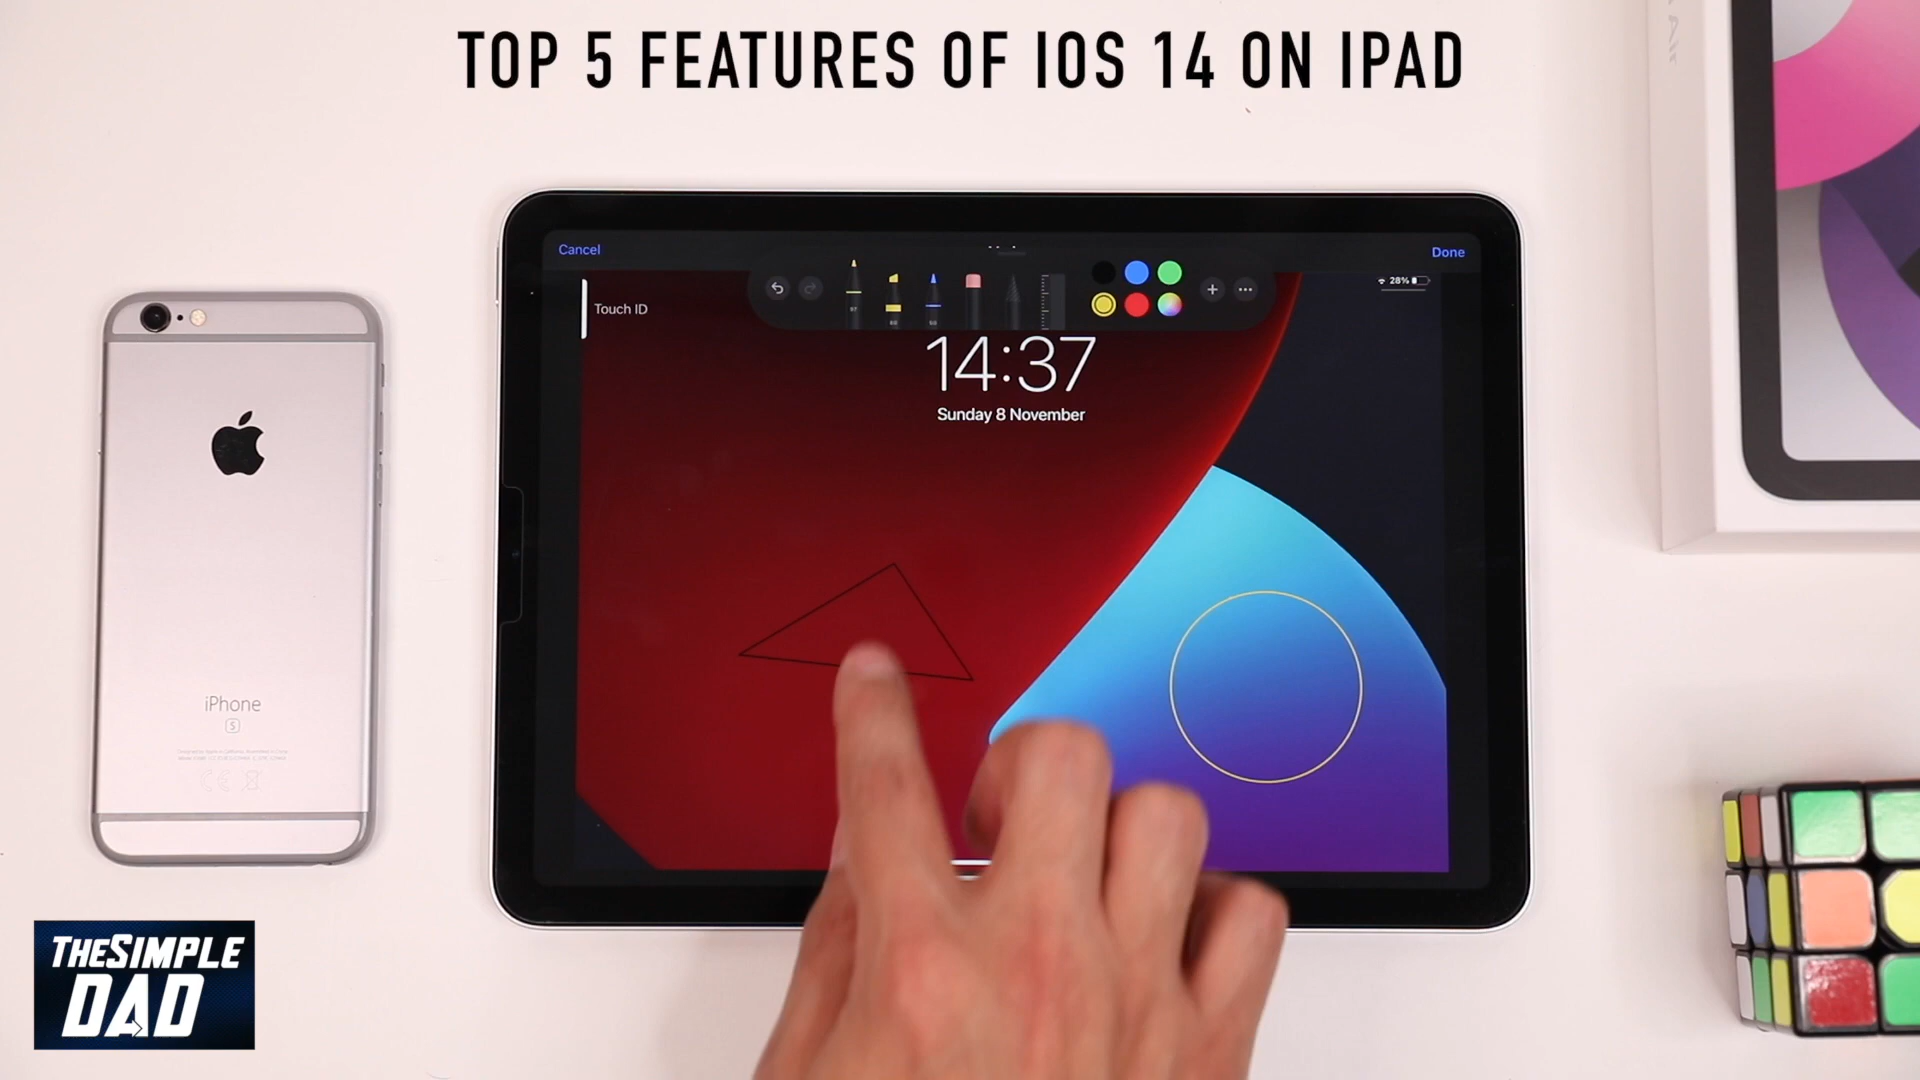 TOP 5 FEATURES OF IOS 14 ON IPAD
AIR
Cancel
Done
28%
Touch ID
14:37
Sunday 8 November
iPhone
S
THESIMPLE
DAD